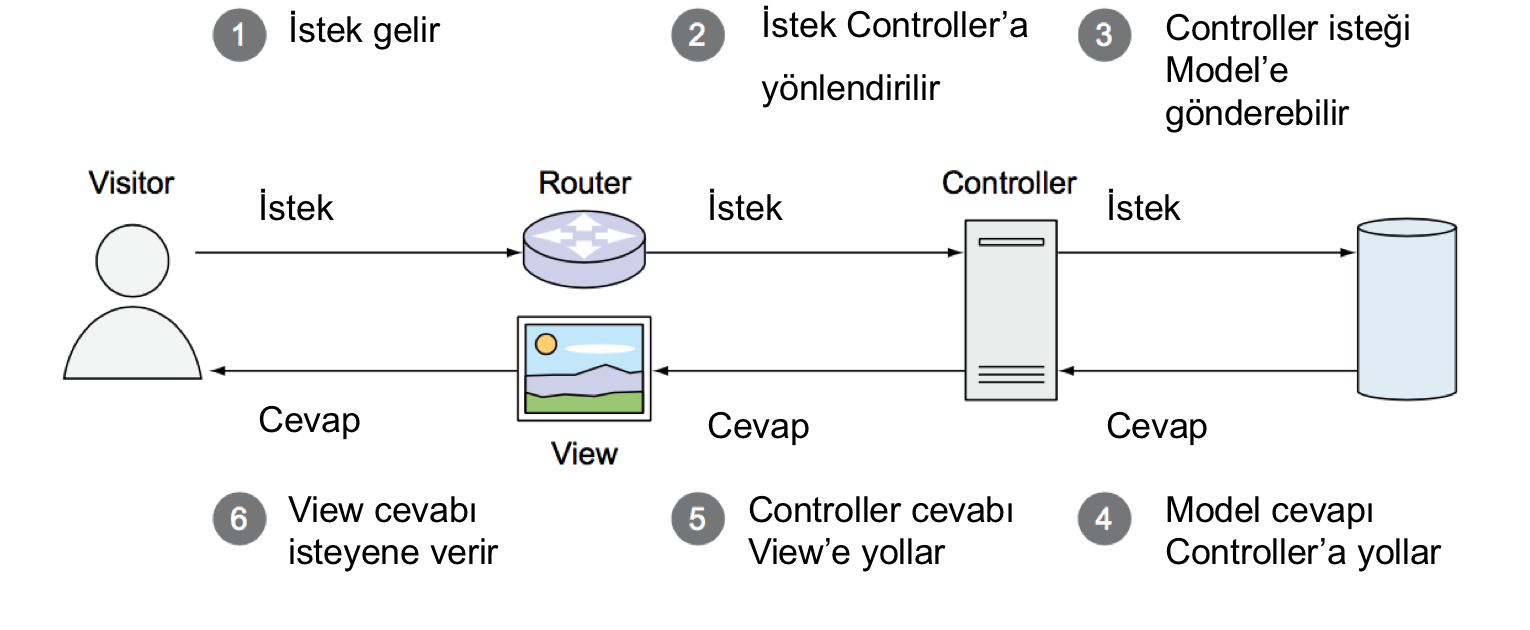 1 İstek gelir
2 İstek Controller’a
yönlendirilir
3 Controller isteği
Model’e
gönderebilir
Visitor
Router
Controller
İstek
İstek
İstek
Cevap
Cevap
Cevap
View
6 View cevabı
isteyene verir
5 Controller cevabı
View’e yollar
4 Model cevapı
Controller’a yollar